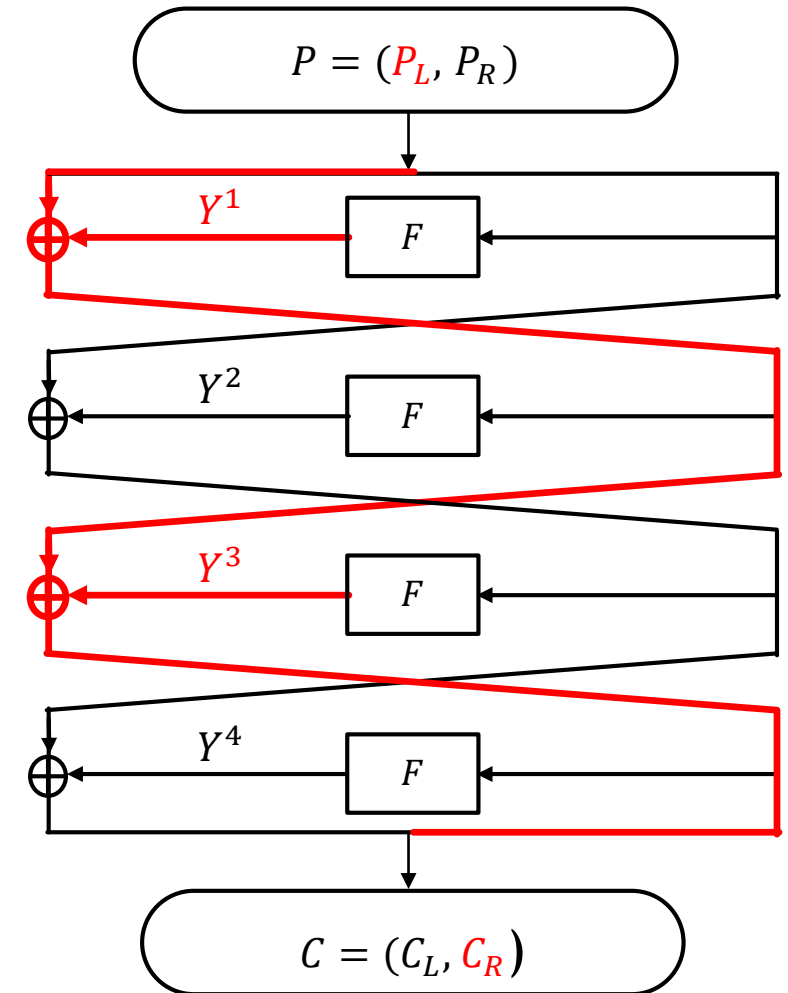 P = (P_L, P_R)
Y^1
F
Y^2
F
Y^3
F
Y^4
F
C = (C_L, C_R)